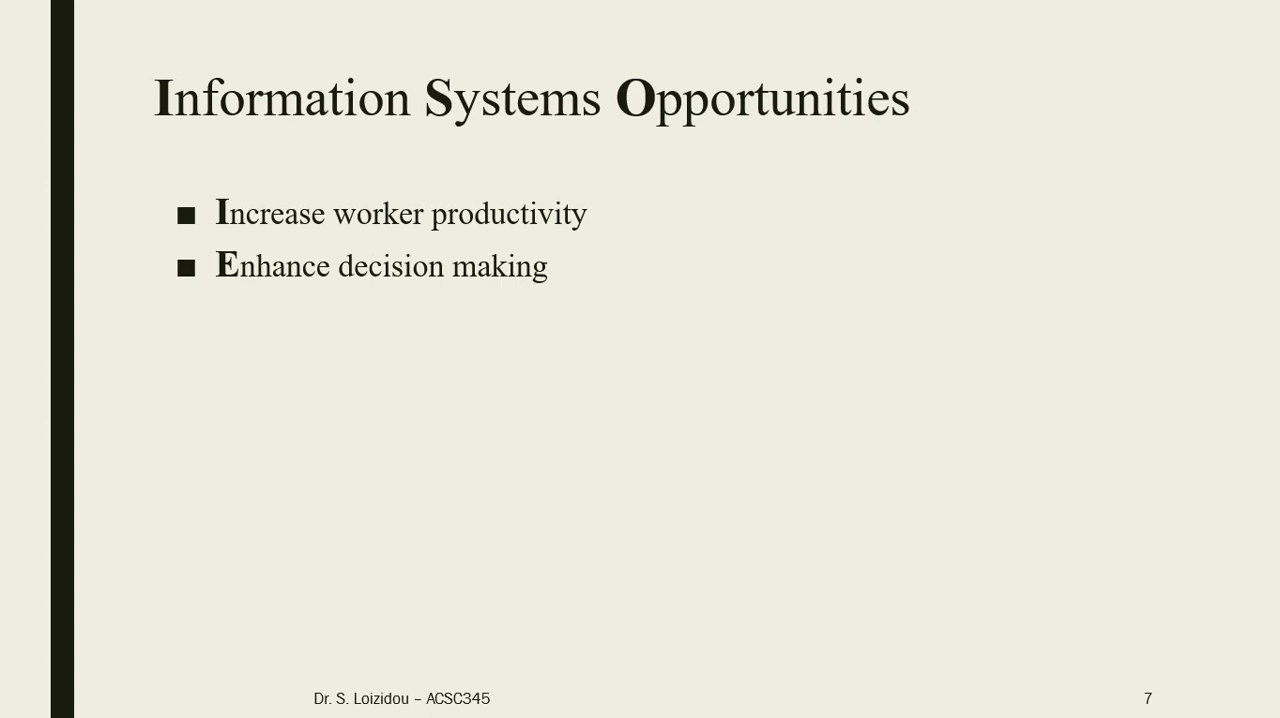 Information Systems Opportunities
■ Increase worker productivity
■ Enhance decision making
Dr. S. Loizidou – ACSC345
7